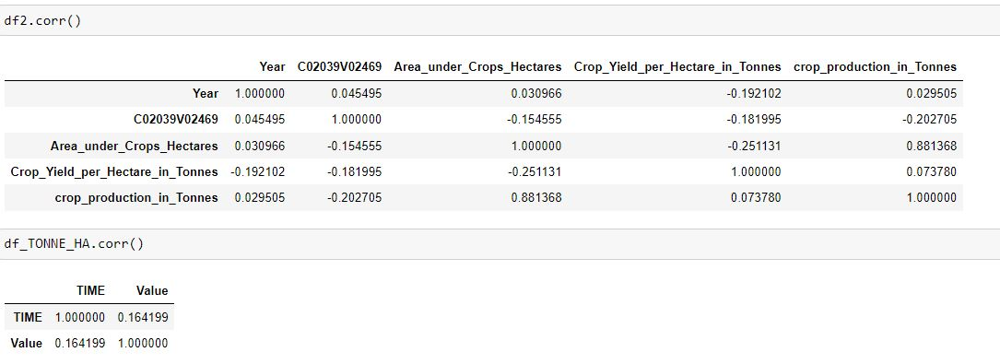 df2.corr()
Year C02039V02469 Area_under_Crops_Hectares Crop_Yield_per_Hectare_in_Tonnes crop_production_in_Tonnes
Year 1.000000 0.045495 0.030966 -0.192102 0.029505
C02039V02469 0.045495 1.000000 -0.154555 -0.181995 -0.202705
Area_under_Crops_Hectares 0.030966 -0.154555 1.000000 -0.251131 0.881368
Crop_Yield_per_Hectare_in_Tonnes -0.192102 -0.181995 -0.251131 1.000000 0.073780
crop_production_in_Tonnes 0.029505 -0.202705 0.881368 0.073780 1.000000
df_TONNE_HA.corr()
TIME Value
TIME 1.000000 0.164199
Value 0.164199 1.000000